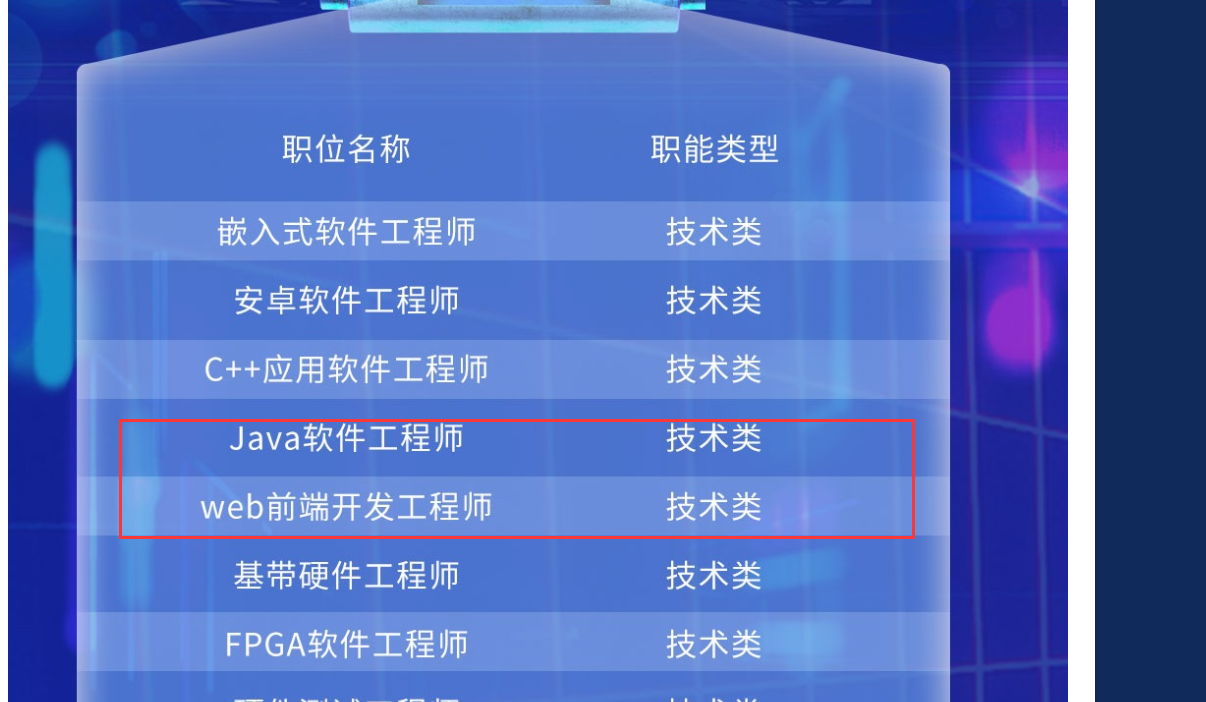 职位名称 职能类型
嵌入式软件工程师 技术类
安卓软件工程师 技术类
C++应用软件工程师 技术类
Java软件工程师 技术类
web前端开发工程师 技术类
基带硬件工程师 技术类
FPGA软件工程师 技术类